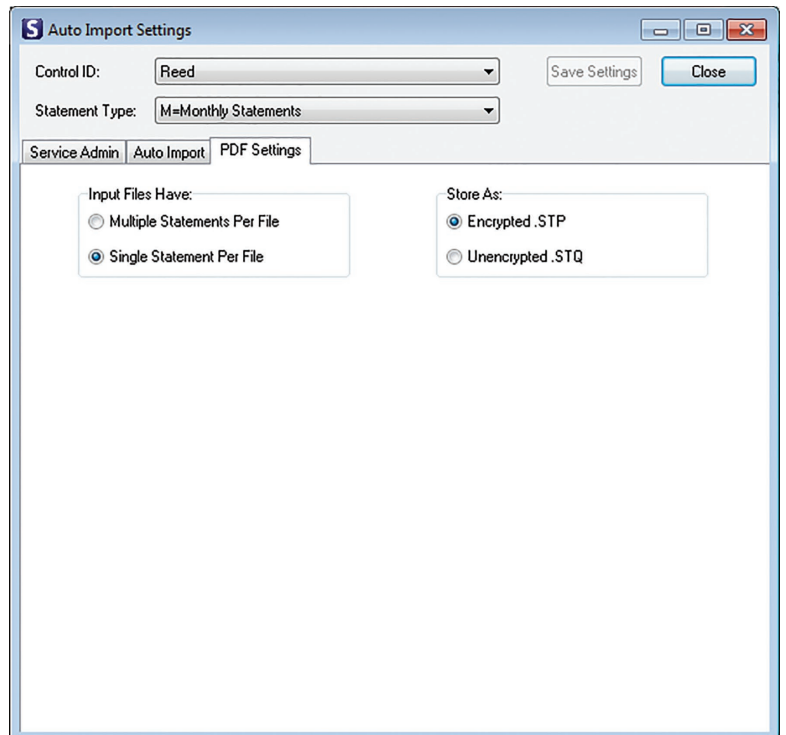 S Auto Import Settings
Control ID: Reed Save Settings Close
Statement Type: M=Monthly Statements
Service Admin Auto Import PDF Settings
Input Files Have: Store As:
Multiple Statements Per File Encrypted .STP
Single Statement Per File Unencrypted .STQ